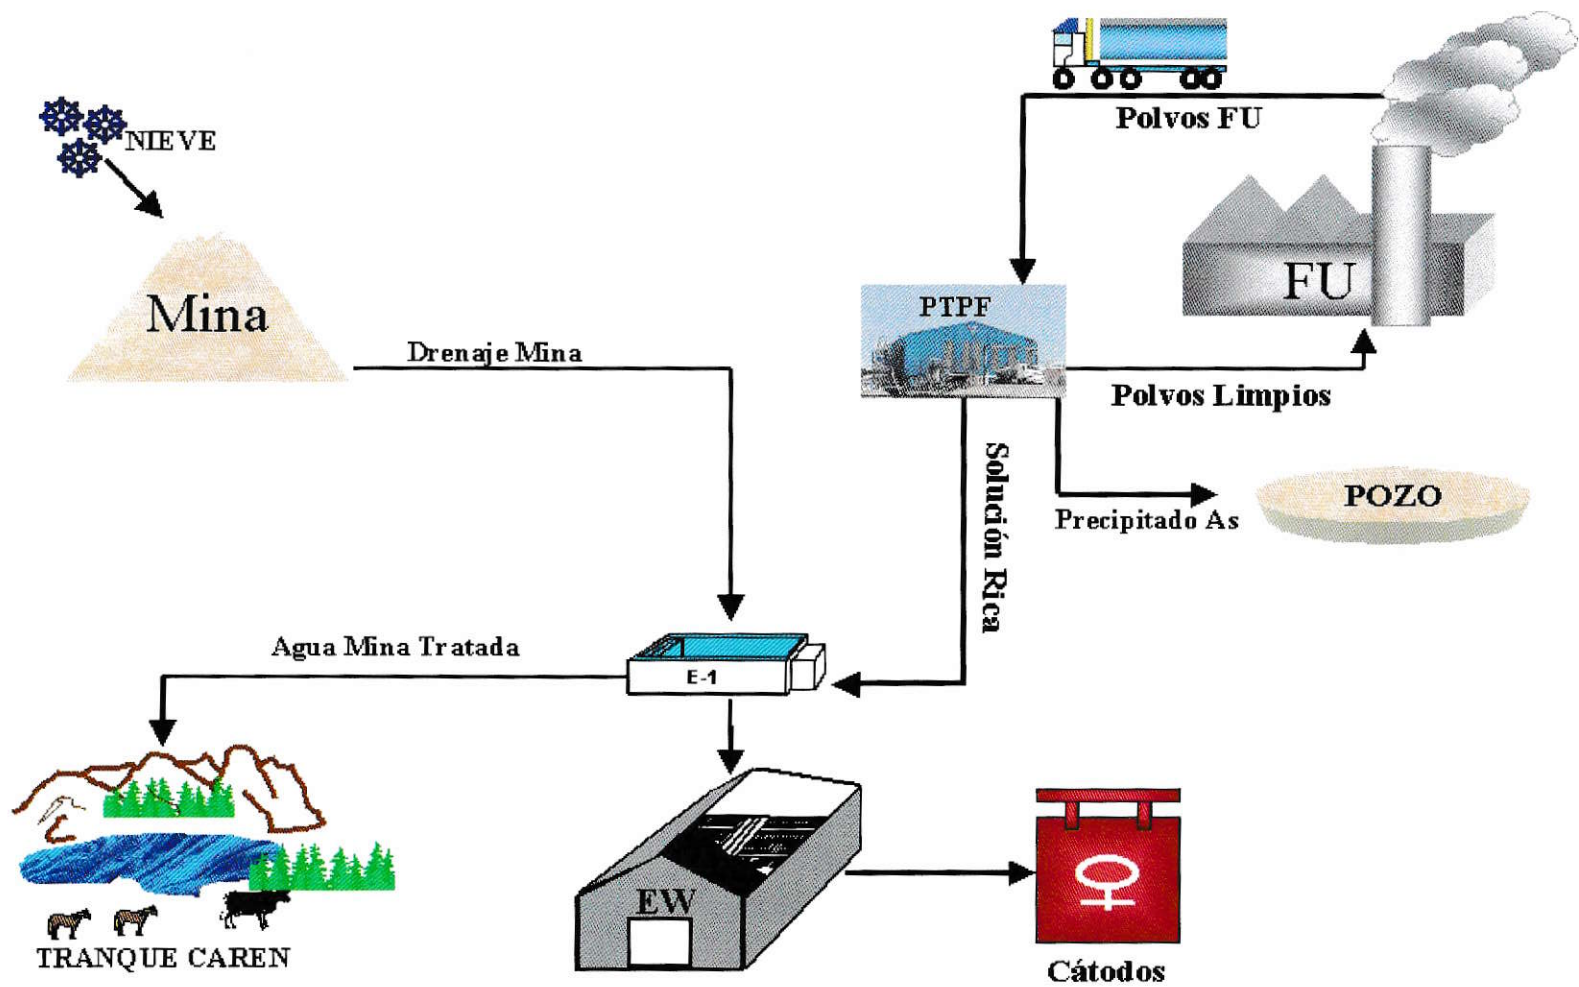 NIEVE
Polvos FU
FU
Mina
PTPF
Drenaje Mina
Polvos Limpios
Solución Rica
POZO
Precipitado As
Agua Mina Tratada
E-1
EW
TRANQUE CAREN
Cátodos